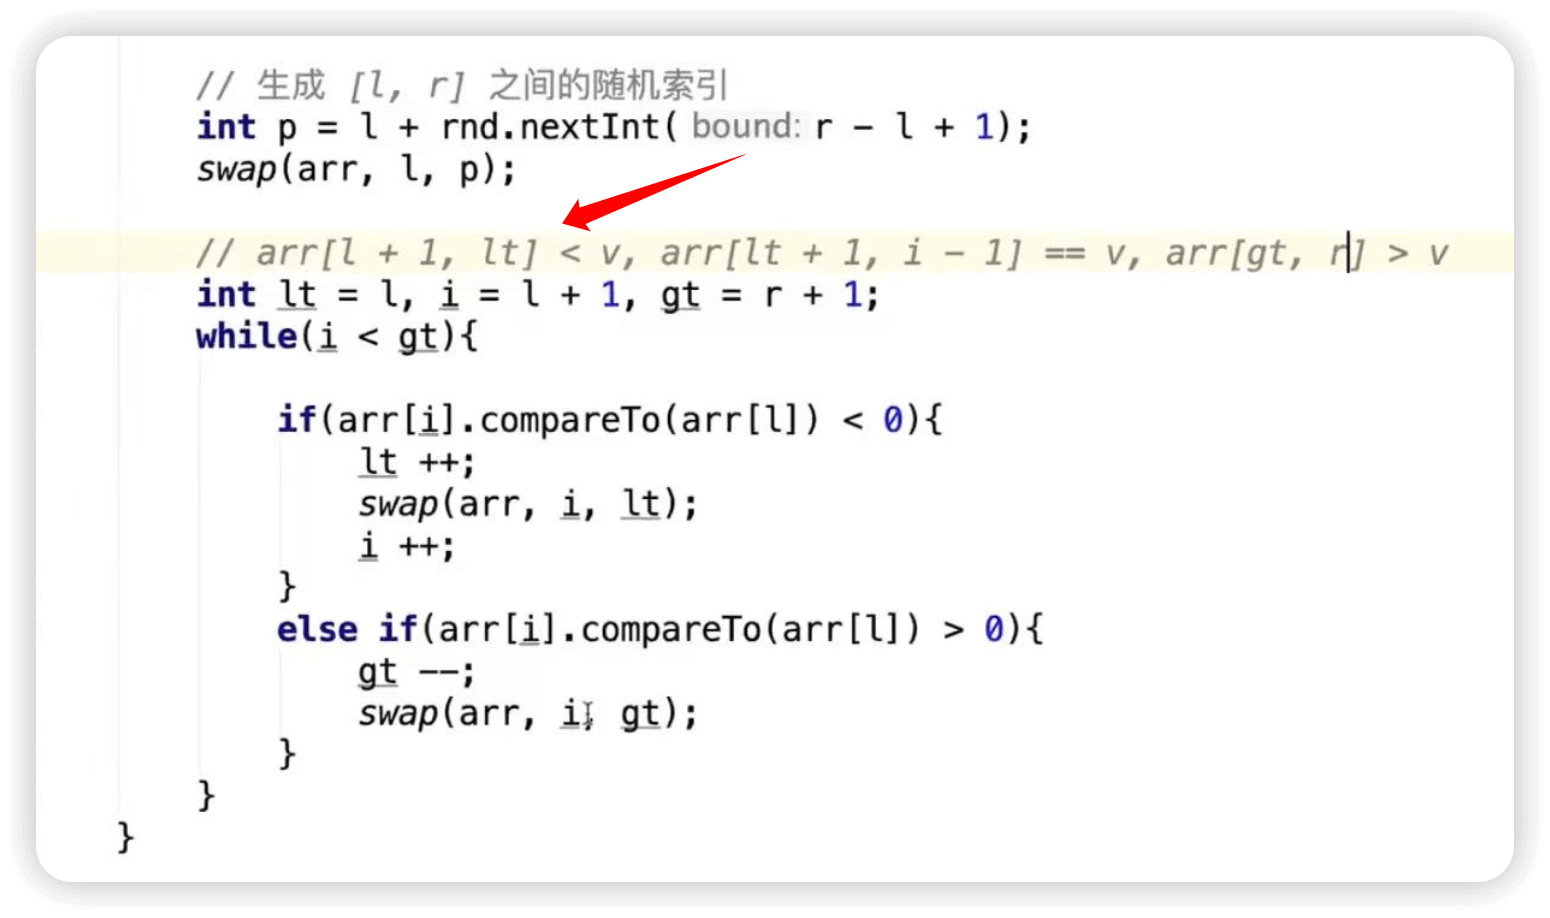 // 生成 [l, r] 之间的随机索引
int p = l + rnd.nextInt( bound: r - l + 1);
swap(arr, l, p);
// arr[l + 1, lt] < v, arr[lt + 1, i - 1] == v, arr[gt, r] > v
int lt = l, i = l + 1, gt = r + 1;
while(i < gt){
if(arr[i].compareTo(arr[l]) < 0){
lt ++;
swap(arr, i, lt);
i ++;
}
else if(arr[i].compareTo(arr[l]) > 0){
gt --;
swap(arr, i, gt);
}
}
}